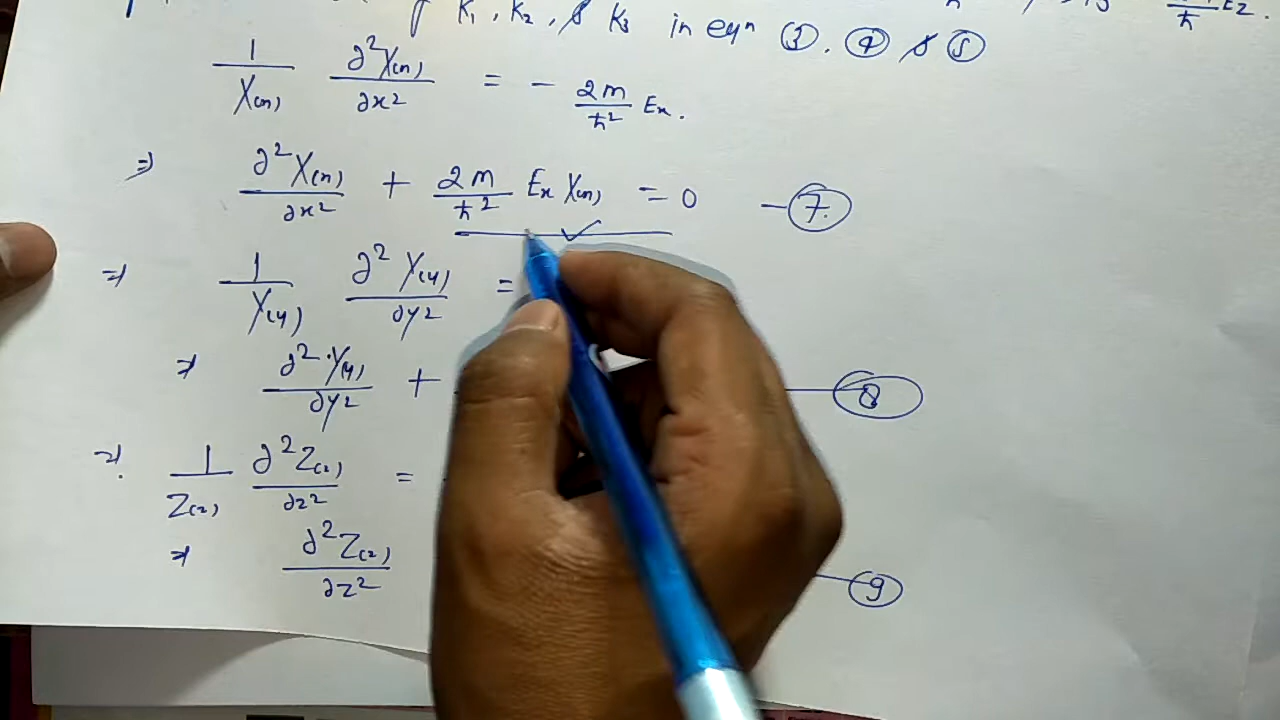 K₁, K₂, & K₃ in eqⁿ ③, ④ & ⑤
ħ E₂.
1/X(x) ∂²X(x)/∂x² = - 2m/ħ² Eₓ.
⇒ ∂²X(x)/∂x² + 2m/ħ² Eₓ X(x) = 0 - ⑦
⇒ 1/Y(y) ∂²Y(y)/∂y² =
⇒ ∂²Y(y)/∂y² + — ⑧
⇒. 1/Z(z) ∂²Z(z)/∂z² =
⇒ ∂²Z(z)/∂z² — ⑨